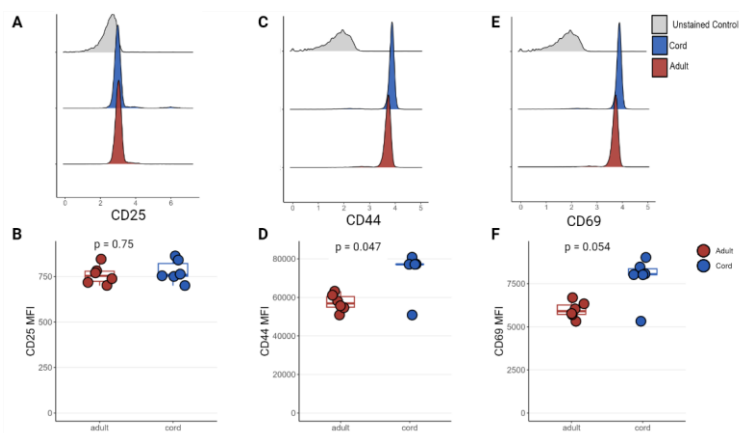 A
C
E
Unstained Control
Cord
Adult
0 2 4 6
CD25
0 1 2 3 4 5
CD44
0 1 2 3 4 5
CD69
B
p = 0.75
CD25 MFI
750
500
250
0
adult cord
D
p = 0.047
CD44 MFI
80000
60000
40000
20000
0
adult cord
F
p = 0.054
CD69 MFI
7500
5000
2500
0
adult cord
Adult
Cord